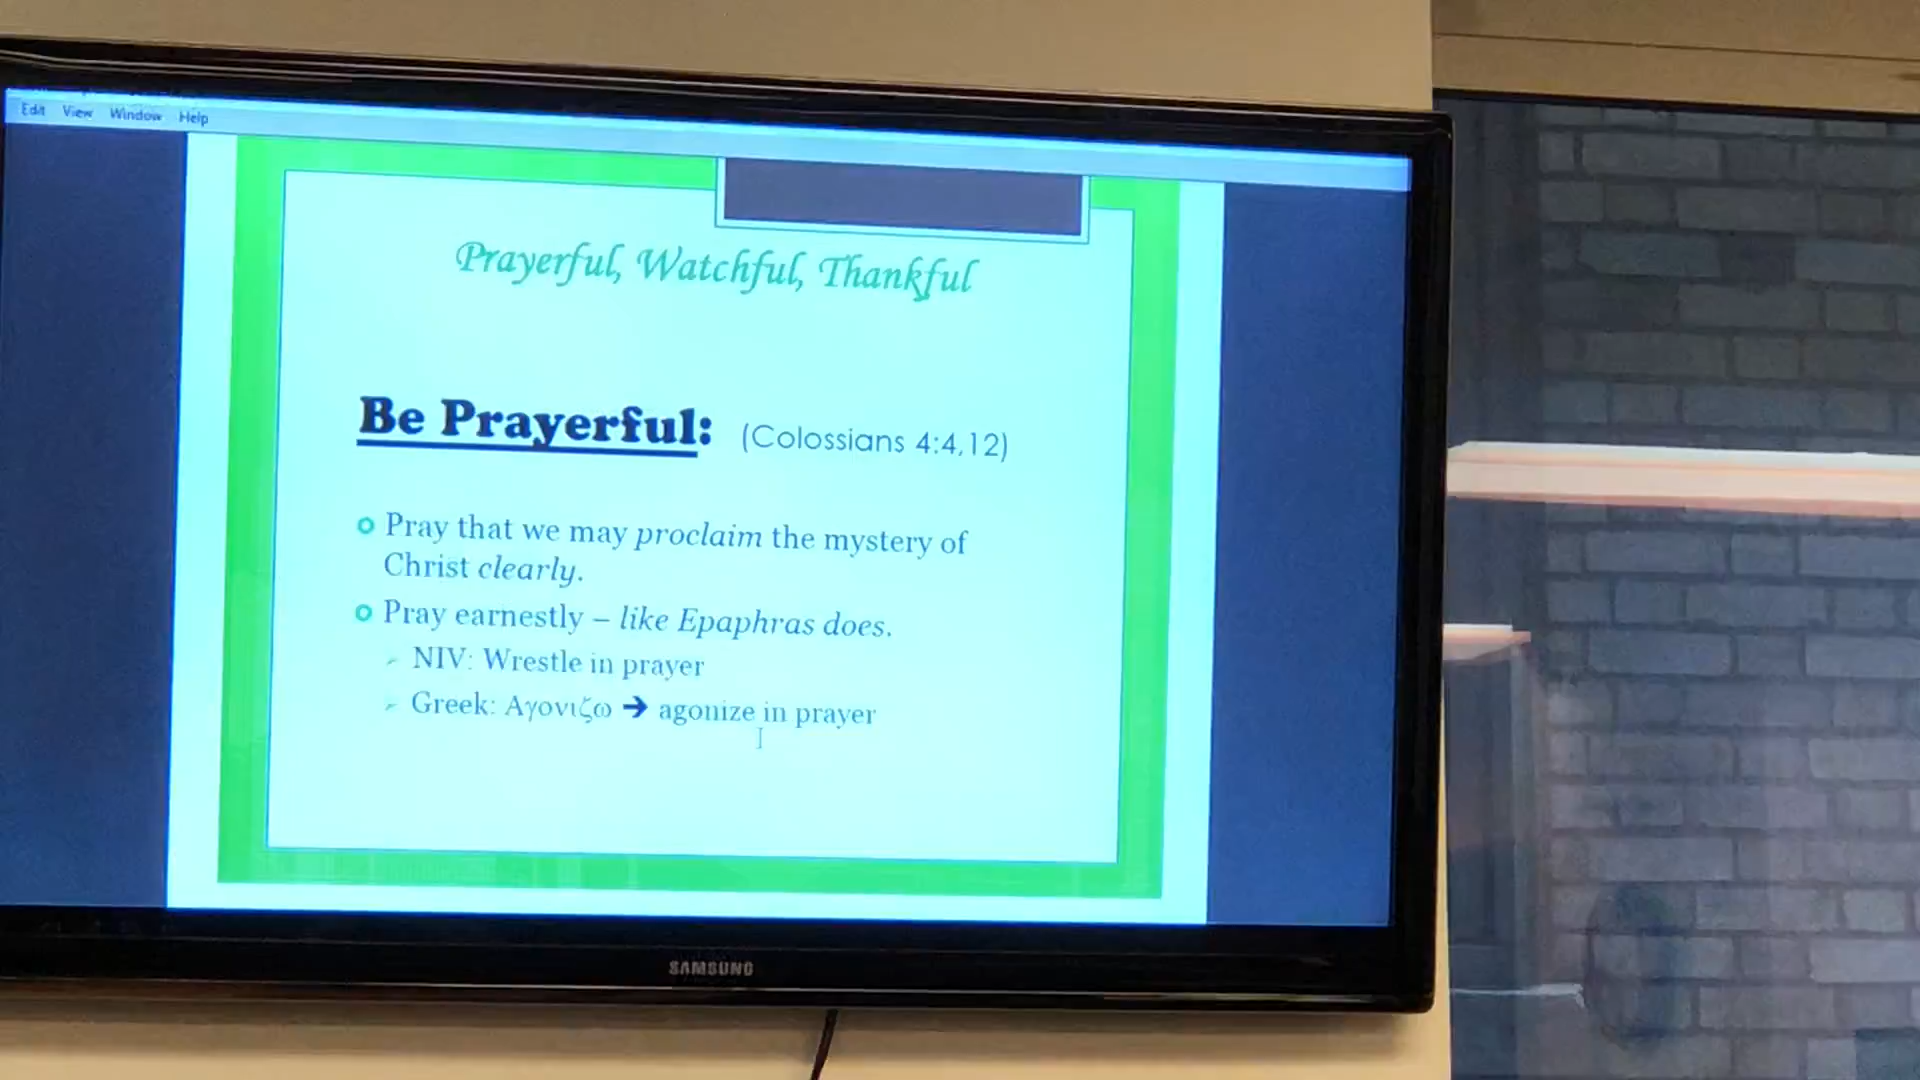 Edit View Window Help
Prayerful, Watchful, Thankful
Be Prayerful: (Colossians 4:4,12)
Pray that we may proclaim the mystery of
Christ clearly.
Pray earnestly – like Epaphras does.
NIV: Wrestle in prayer
Greek: Αγονιζω ➔ agonize in prayer
SAMSUNG